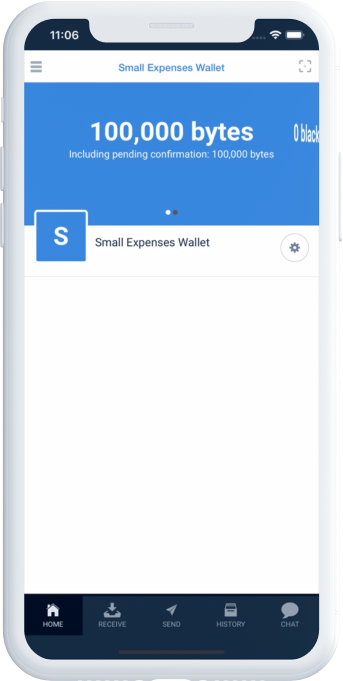 11:06
Small Expenses Wallet
100,000 bytes
0 black
Including pending confirmation: 100,000 bytes
S
Small Expenses Wallet
HOME
RECEIVE
SEND
HISTORY
CHAT